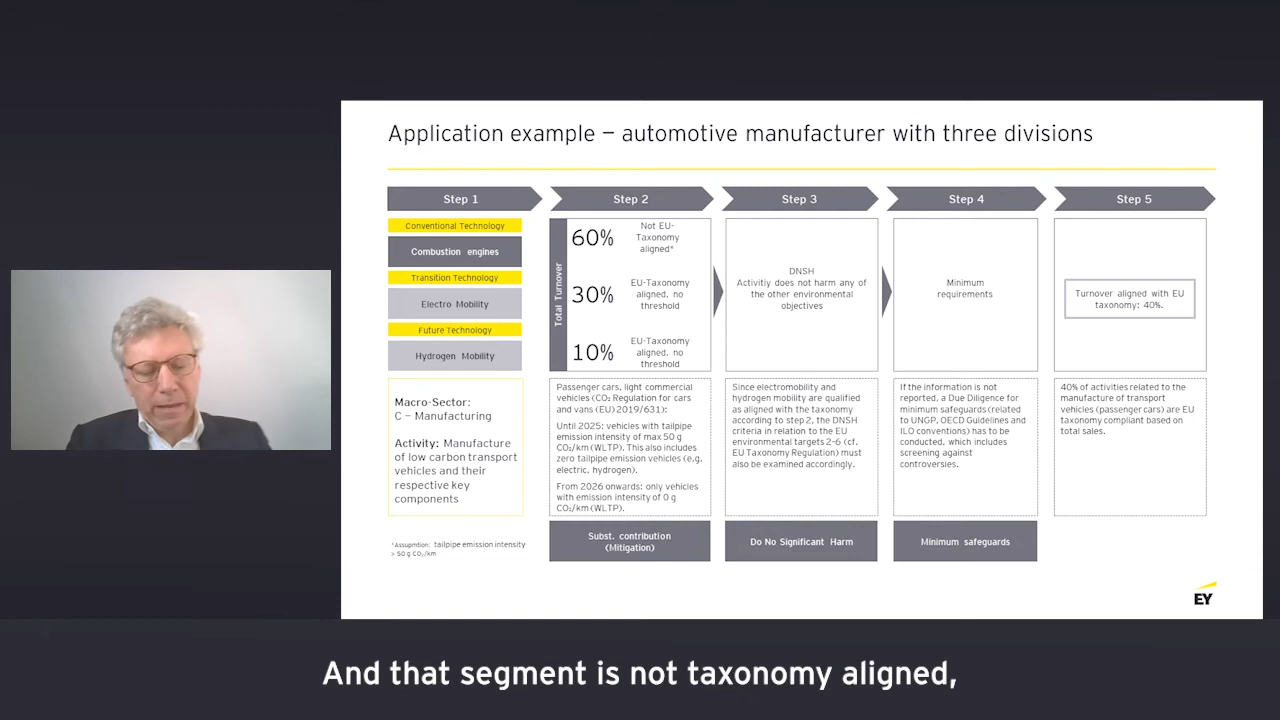 Application example – automotive manufacturer with three divisions
Step 1
Step 2
Step 3
Step 4
Step 5
Conventional Technology
Combustion engines
Transition Technology
Electro Mobility
Future Technology
Hydrogen Mobility
Total Turnover
60%
Not EU-
Taxonomy
aligned*
30%
EU-Taxonomy
aligned, no
threshold
10%
EU-Taxonomy
aligned, no
threshold
DNSH
Activitiy does not harm any of
the other environmental
objectives
Minimum
requirements
Turnover aligned with EU
taxonomy: 40%.
Macro-Sector:
C – Manufacturing
Activity: Manufacture
of low carbon transport
vehicles and their
respective key
components
Passenger cars, light commercial
vehicles (CO₂ Regulation for cars
and vans (EU) 2019/631):
Until 2025: vehicles with tailpipe
emission intensity of max 50 g
CO₂/km (WLTP). This also includes
zero tailpipe emission vehicles (e.g.
electric, hydrogen).
From 2026 onwards: only vehicles
with emission intensity of 0 g
CO₂/km (WLTP).
Since electromobility and
hydrogen mobility are qualified
as aligned with the taxonomy
according to step 2, the DNSH
criteria in relation to the EU
environmental targets 2-6 (cf.
EU Taxonomy Regulation) must
also be examined accordingly.
If the information is not
reported, a Due Diligence for
minimum safeguards (related
to UNGP, OECD Guidelines and
ILO conventions) has to be
conducted, which includes
screening against
controversies.
40% of activities related to the
manufacture of transport
vehicles (passenger cars) are EU
taxonomy compliant based on
total sales.
Subst. contribution
(Mitigation)
Do No Significant Harm
Minimum safeguards
*Assupmtion: tailpipe emission intensity
> 50 g CO₂/km
EY
And that segment is not taxonomy aligned,